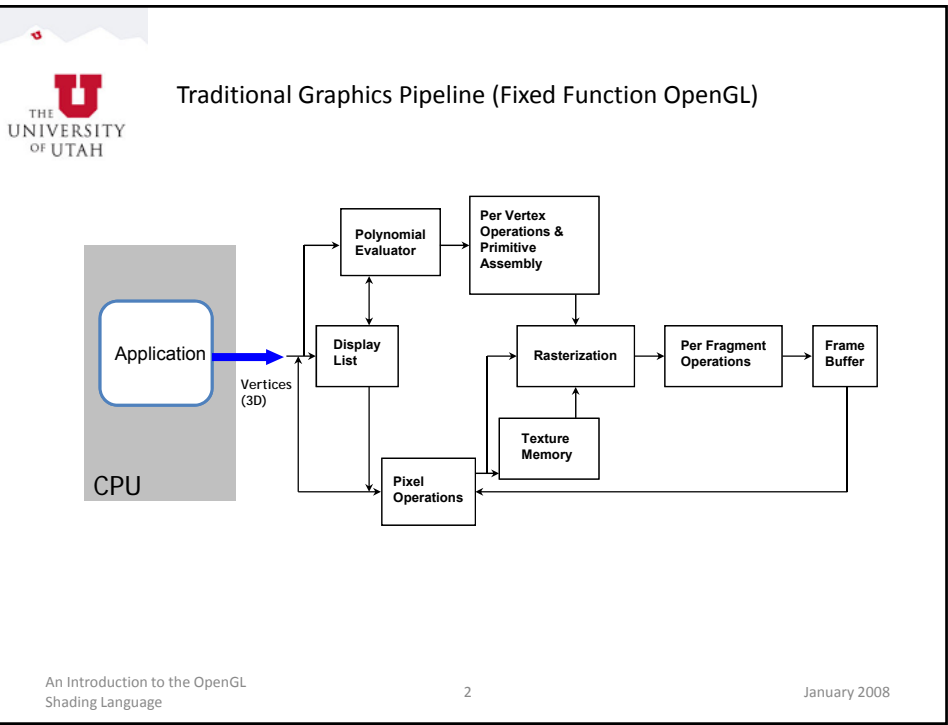 THE
UNIVERSITY
OF UTAH
Traditional Graphics Pipeline (Fixed Function OpenGL)
Polynomial
Evaluator
Per Vertex
Operations &
Primitive
Assembly
Application
Vertices
(3D)
Display
List
Rasterization
Per Fragment
Operations
Frame
Buffer
Texture
Memory
Pixel
Operations
CPU
An Introduction to the OpenGL
Shading Language
2
January 2008